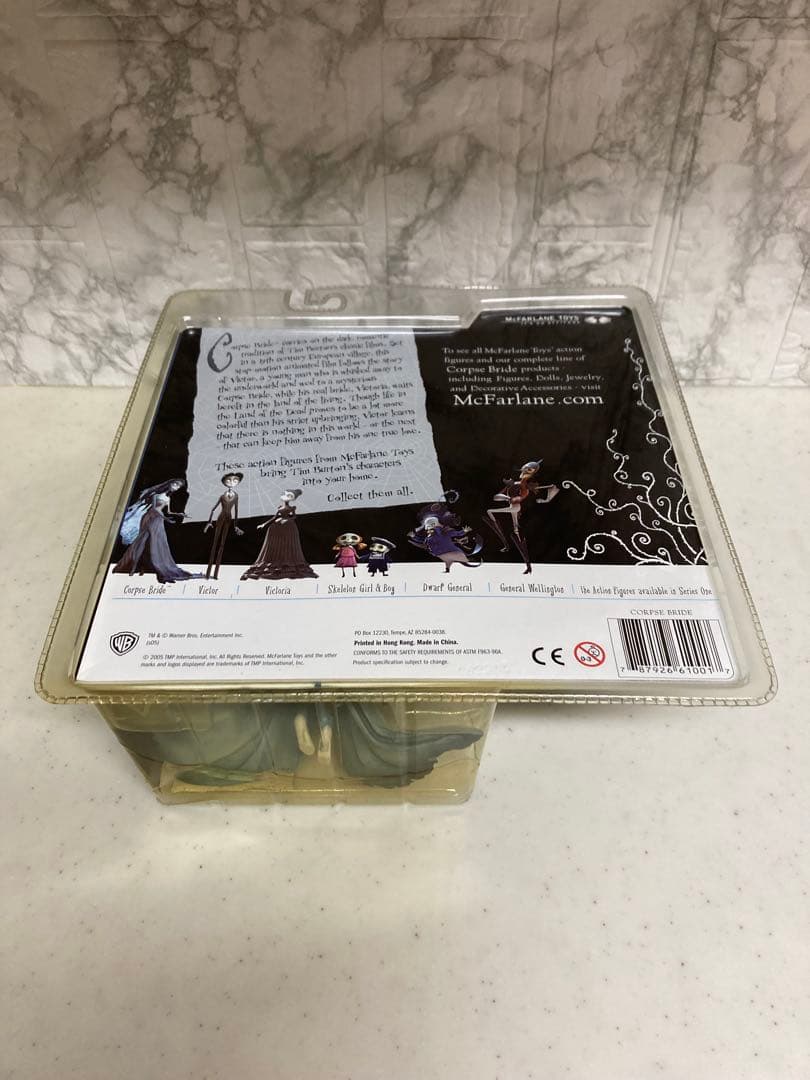 McFARLANE TOYS
Corpse Bride™ carries on the dark romantic
tradition of Tim Burton's classic films. Set
in a 19th century European village, this
stop-motion animated film follows the story
of Victor, a young man who is whisked away to
the underworld and wed to a mysterious
Corpse Bride, while his real bride, Victoria, waits
bereft in the land of the living. Though life in
the Land of the Dead proves to be a lot more
colorful than his strict upbringing, Victor learns
that there is nothing in this world - or the next
- that can keep him away from his one true love.
These action figures from McFarlane Toys
bring Tim Burton's characters
into your home.
Collect them all.
To see all McFarlane Toys' action
figures and our complete line of
Corpse Bride products
including Figures, Dolls, Jewelry,
and Decorative Accessories - visit
McFarlane.com
Corpse Bride™ | Victor | Victoria | Skeleton Girl & Boy | Dwarf General | General Wellington | The Action Figures available in Series One
CORPSE BRIDE
WB
TM & © Warner Bros. Entertainment Inc.
(s05)
© 2005 TMP International, Inc. All Rights Reserved. McFarlane Toys and the other
marks and logos displayed are trademarks of TMP International, Inc.
PO Box 12230, Tempe, AZ 85284-0038.
Printed in Hong Kong, Made in China.
CONFORMS TO THE SAFETY REQUIREMENTS OF ASTM F963-96A.
Product specification subject to change.
CE
0-3
7 87926 61001 7